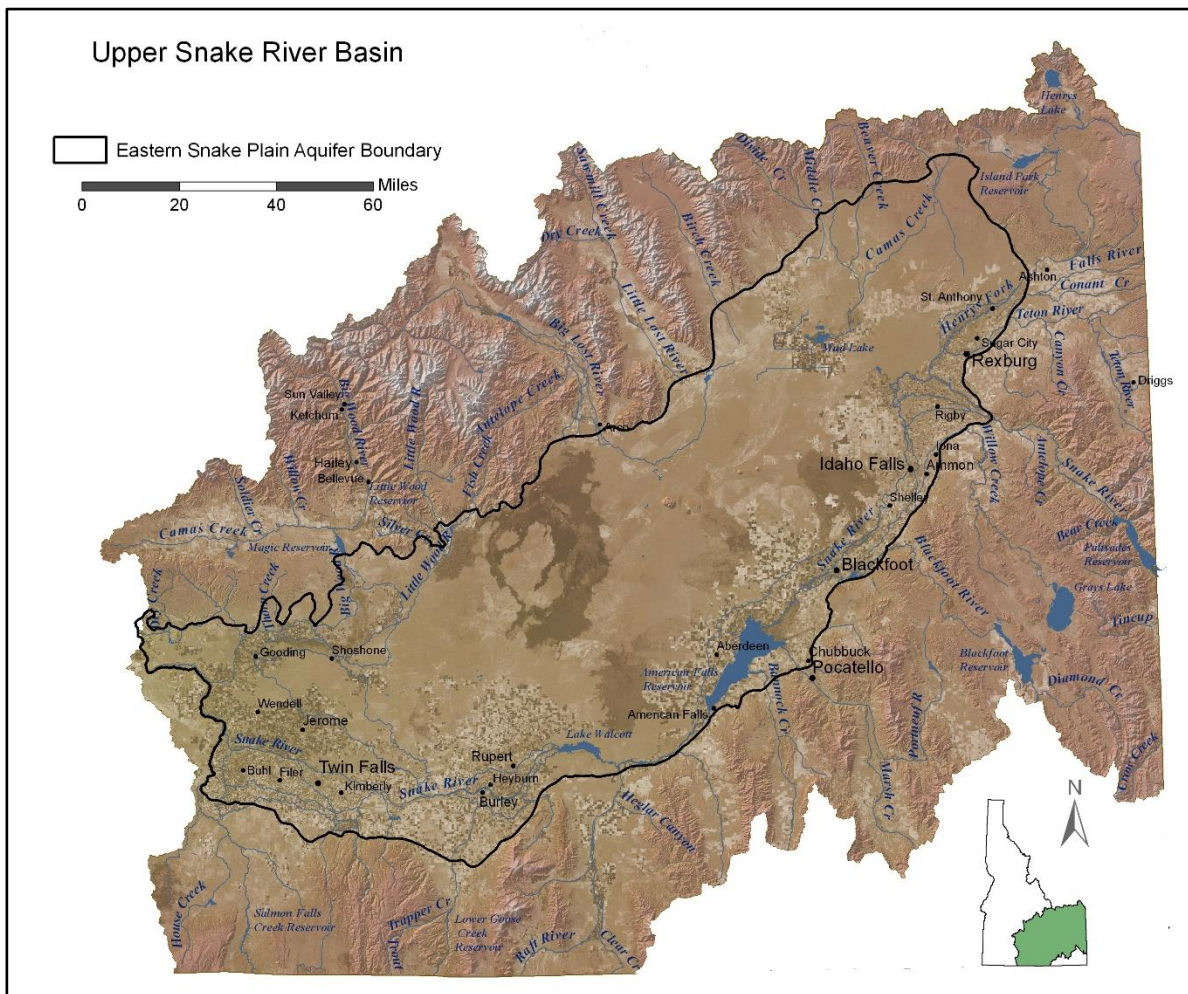 Upper Snake River Basin
Eastern Snake Plain Aquifer Boundary
Miles
0 20 40 60
Henrys
Lake
Island Park
Reservoir
Divide Cr
Middle Cr
Beaver Creek
Sawmill Creek
Dry Creek
Birch Creek
Camas Creek
Falls River
Ashton
Conant Cr
St. Anthony
Henrys Fork
Teton River
Little Lost River
Big Lost River
Mud Lake
Sugar City
Rexburg
Canyon Cr
Teton River
Driggs
Sun Valley
Ketchum
Big Wood River
Little Wood R
Antelope Creek
Arco
Rigby
Fish Creek
Hailey
Bellevue
Little Wood
Reservoir
Willow Cr
Soldier Cr
Idaho Falls
Iona
Ammon
Willow Creek
Antelope Cr
Snake River
Shelley
Camas Creek
Silver Cr
Magic Reservoir
Little Wood R
Snake River
Bear Creek
Palisades
Reservoir
Blackfoot
Blackfoot River
Grays Lake
Tincup
Dry Creek
Big Wood
Gooding
Shoshone
Aberdeen
American Falls
Reservoir
Chubbuck
Pocatello
Bannock Cr
Blackfoot
Reservoir
Diamond Cr
Portneuf R
American Falls
Wendell
Jerome
Snake River
Lake Walcott
Rupert
Marsh Cr
Crow Creek
Buhl
Filer
Twin Falls
Kimberly
Snake River
Heyburn
Burley
Heglar Canyon
N
House Creek
Salmon Falls
Creek Reservoir
Trapper Cr
Trout
Lower Goose
Creek
Reservoir
Raft River
Clear Cr